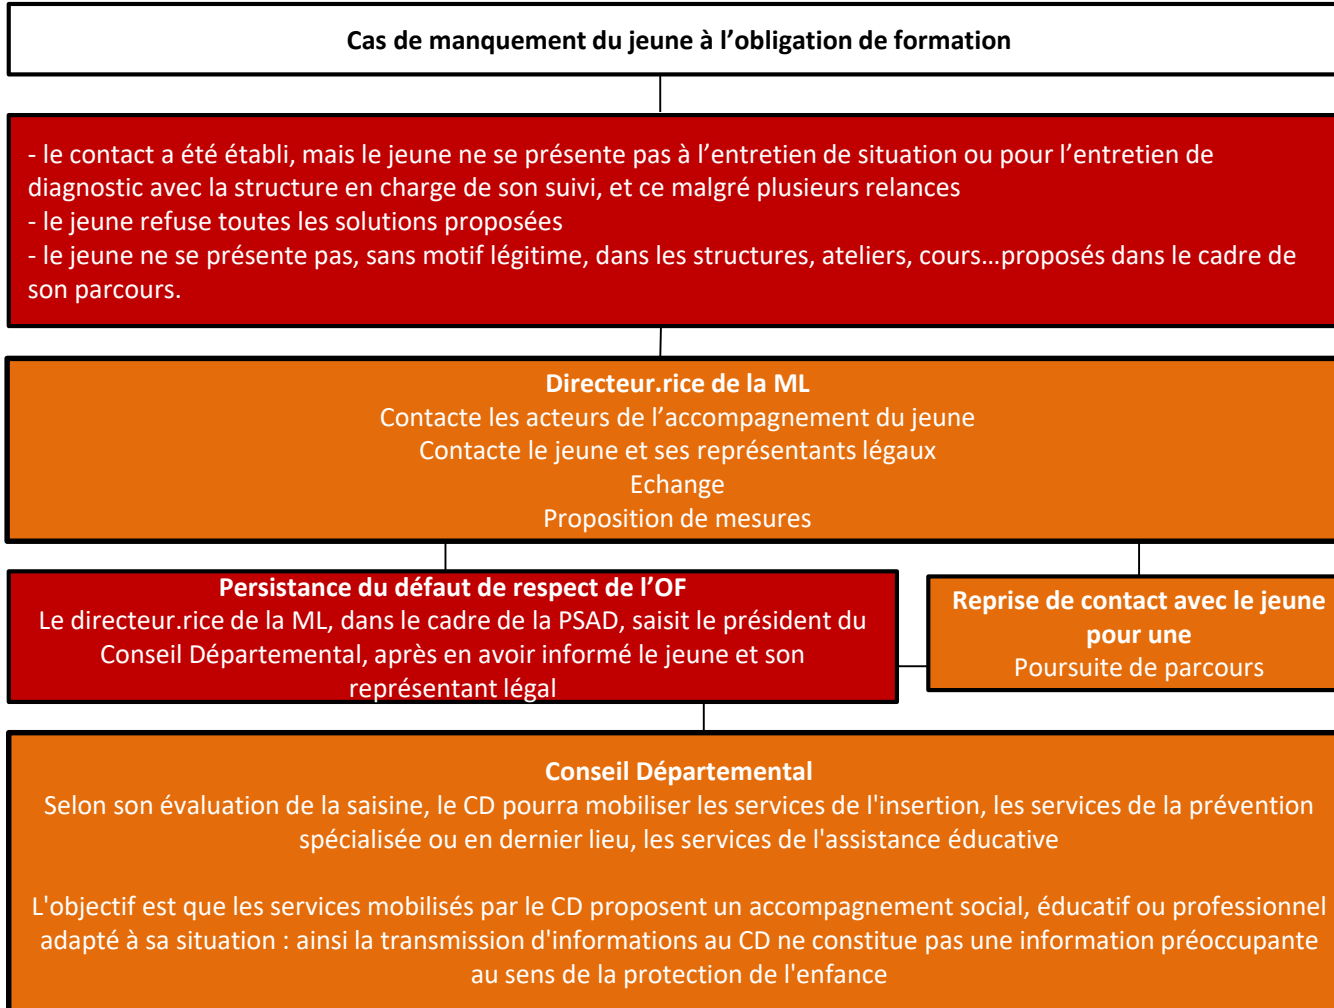 Cas de manquement du jeune à l’obligation de formation
- le contact a été établi, mais le jeune ne se présente pas à l’entretien de situation ou pour l’entretien de
diagnostic avec la structure en charge de son suivi, et ce malgré plusieurs relances
- le jeune refuse toutes les solutions proposées
- le jeune ne se présente pas, sans motif légitime, dans les structures, ateliers, cours…proposés dans le cadre de
son parcours.
Directeur.rice de la ML
Contacte les acteurs de l’accompagnement du jeune
Contacte le jeune et ses représentants légaux
Echange
Proposition de mesures
Persistance du défaut de respect de l’OF
Le directeur.rice de la ML, dans le cadre de la PSAD, saisit le président du
Conseil Départemental, après en avoir informé le jeune et son
représentant légal
Reprise de contact avec le jeune
pour une
Poursuite de parcours
Conseil Départemental
Selon son évaluation de la saisine, le CD pourra mobiliser les services de l'insertion, les services de la prévention
spécialisée ou en dernier lieu, les services de l'assistance éducative
L'objectif est que les services mobilisés par le CD proposent un accompagnement social, éducatif ou professionnel
adapté à sa situation : ainsi la transmission d'informations au CD ne constitue pas une information préoccupante
au sens de la protection de l'enfance